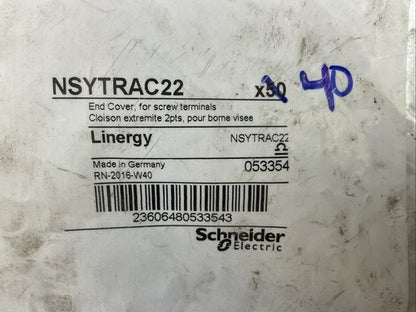 NSYTRAC22 x50 40
End Cover, for screw terminals
Cloison extremite 2pts, pour borne visee
Linergy NSYTRAC22
Made in Germany 053354
RN-2016-W40
23606480533543
Schneider
Electric